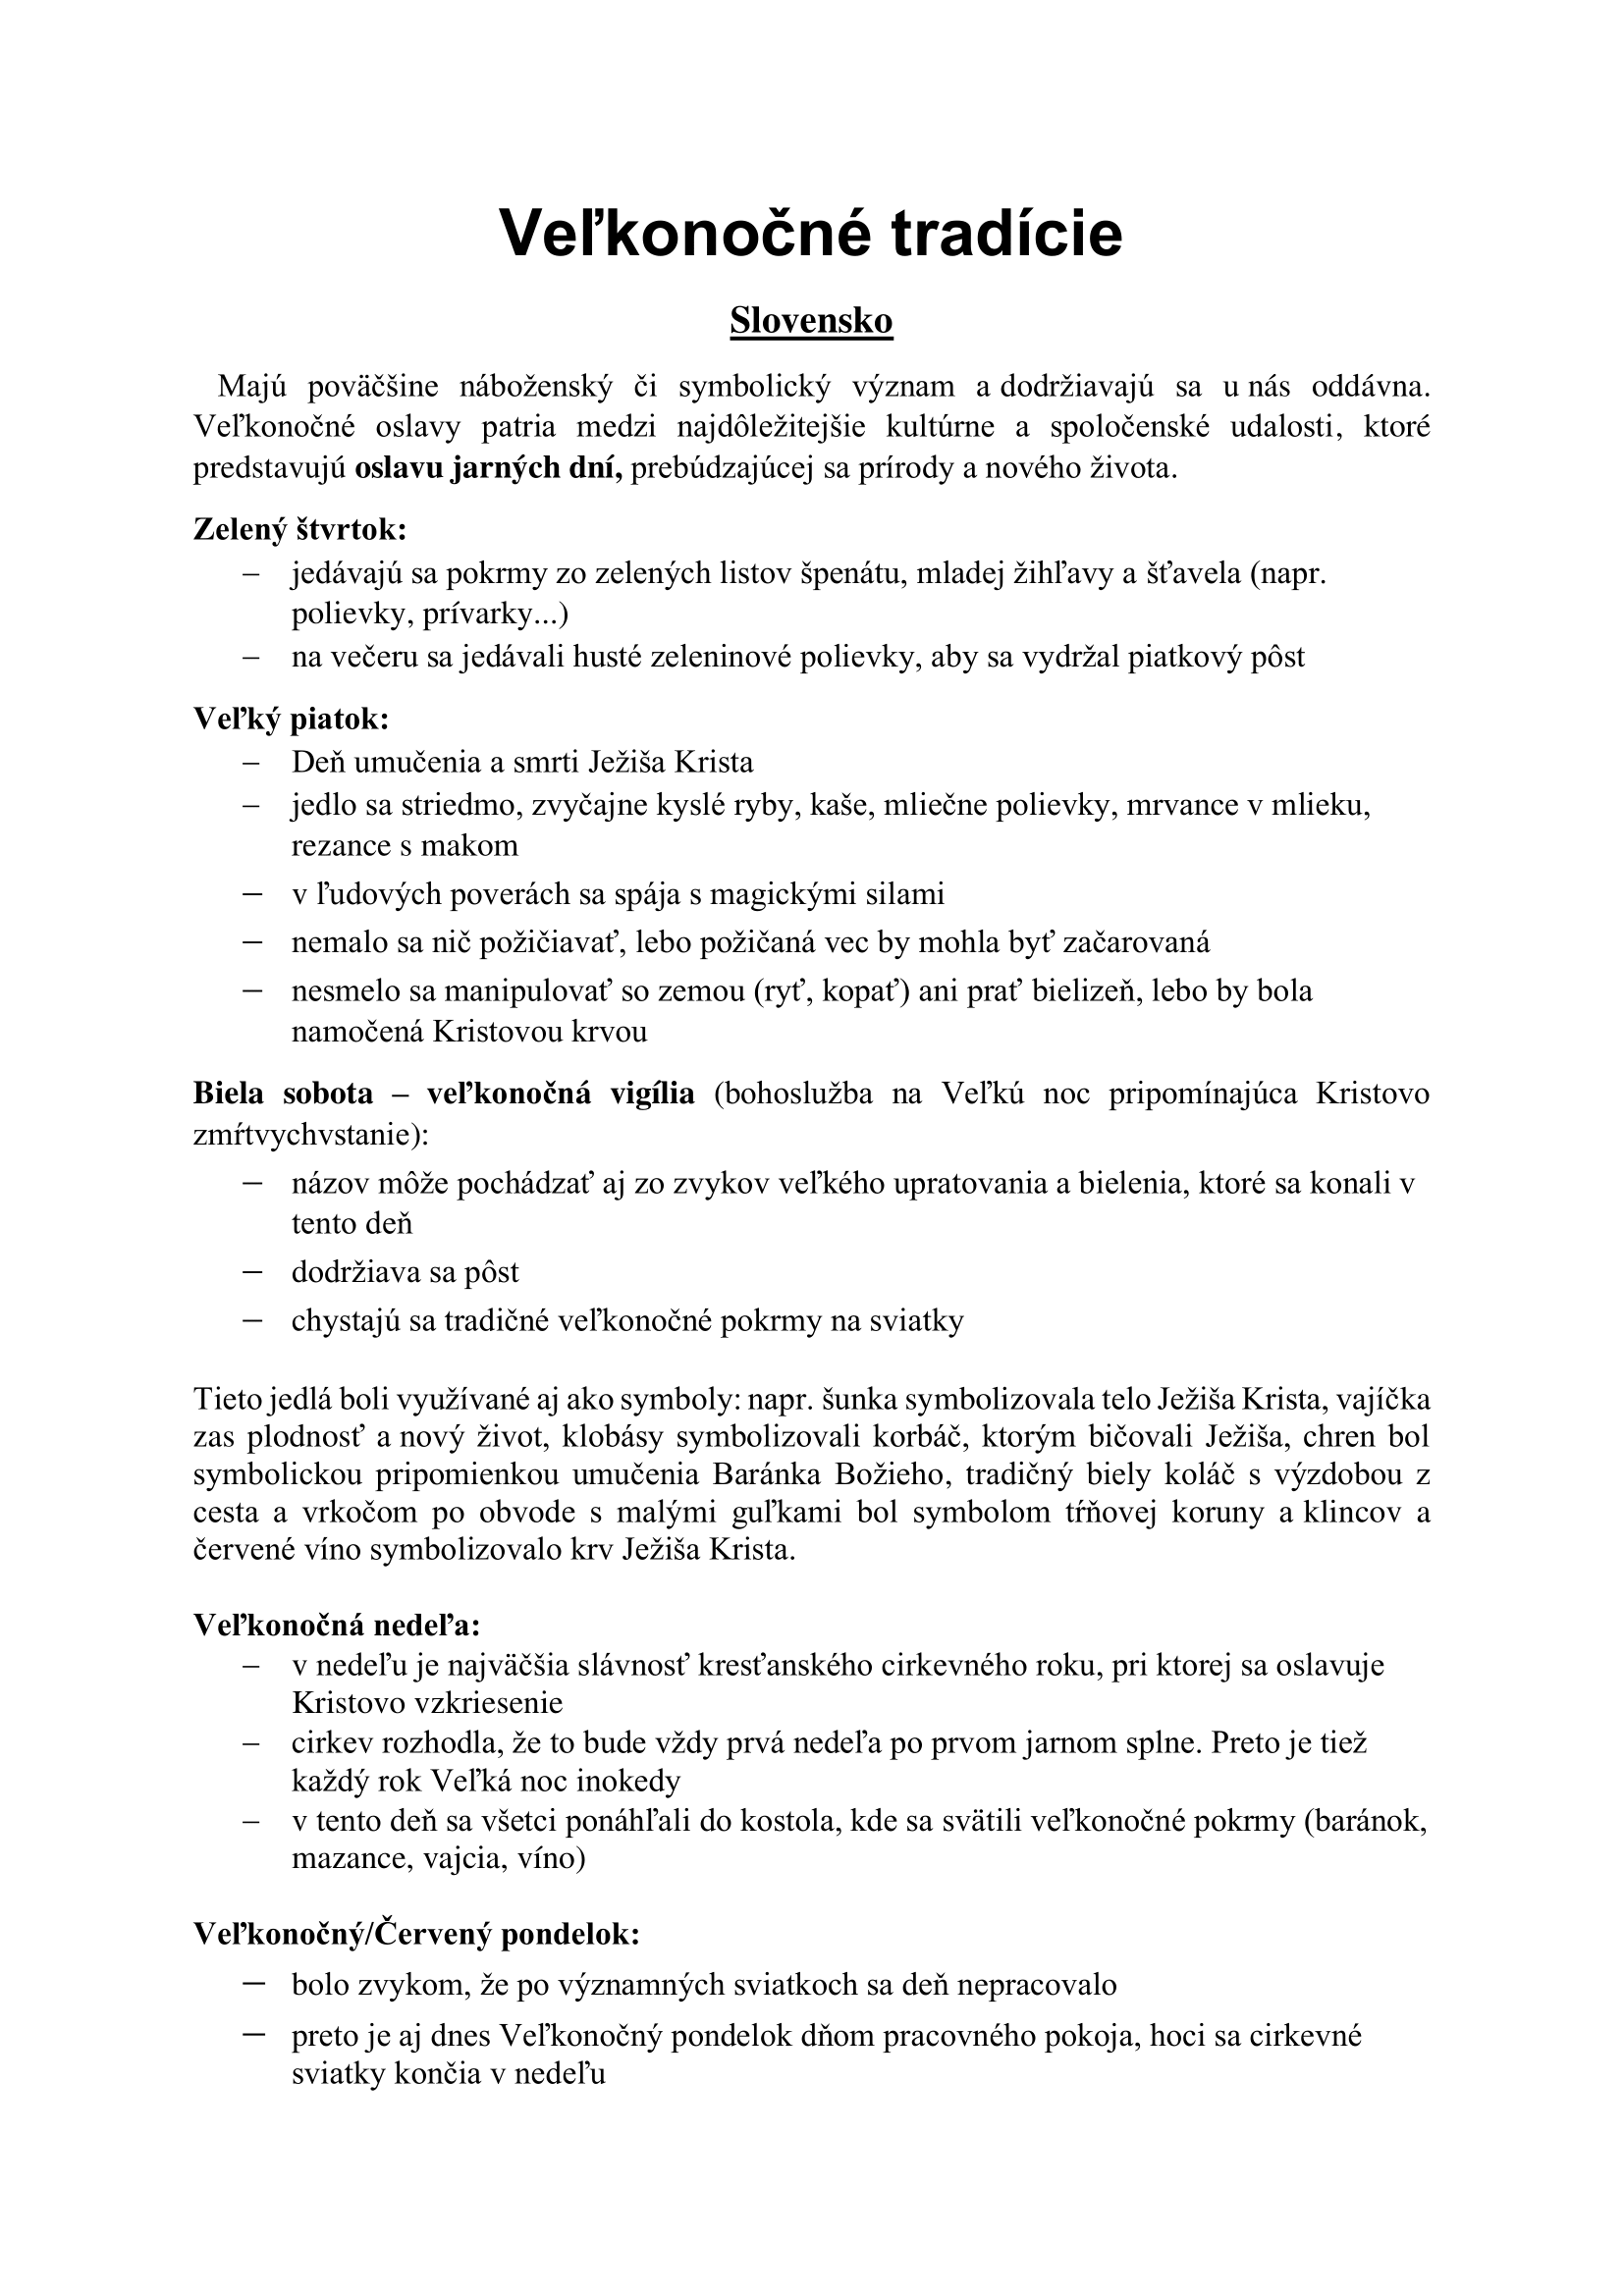 Veľkonočné tradície
Slovensko
Majú poväčšine náboženský či symbolický význam a dodržiavajú sa u nás oddávna.
Veľkonočné oslavy patria medzi najdôležitejšie kultúrne a spoločenské udalosti, ktoré
predstavujú oslavu jarných dní, prebúdzajúcej sa prírody a nového života.
Zelený štvrtok:
– jedávajú sa pokrmy zo zelených listov špenátu, mladej žihľavy a šťavela (napr.
polievky, prívarky...)
– na večeru sa jedávali husté zeleninové polievky, aby sa vydržal piatkový pôst
Veľký piatok:
– Deň umučenia a smrti Ježiša Krista
– jedlo sa striedmo, zvyčajne kyslé ryby, kaše, mliečne polievky, mrvance v mlieku,
rezance s makom
– v ľudových poverách sa spája s magickými silami
– nemalo sa nič požičiavať, lebo požičaná vec by mohla byť začarovaná
– nesmelo sa manipulovať so zemou (ryť, kopať) ani prať bielizeň, lebo by bola
namočená Kristovou krvou
Biela sobota – veľkonočná vigília (bohoslužba na Veľkú noc pripomínajúca Kristovo
zmŕtvychvstanie):
– názov môže pochádzať aj zo zvykov veľkého upratovania a bielenia, ktoré sa konali v
tento deň
– dodržiava sa pôst
– chystajú sa tradičné veľkonočné pokrmy na sviatky
Tieto jedlá boli využívané aj ako symboly: napr. šunka symbolizovala telo Ježiša Krista, vajíčka
zas plodnosť a nový život, klobásy symbolizovali korbáč, ktorým bičovali Ježiša, chren bol
symbolickou pripomienkou umučenia Baránka Božieho, tradičný biely koláč s výzdobou z
cesta a vrkočom po obvode s malými guľkami bol symbolom tŕňovej koruny a klincov a
červené víno symbolizovalo krv Ježiša Krista.
Veľkonočná nedeľa:
– v nedeľu je najväčšia slávnosť kresťanského cirkevného roku, pri ktorej sa oslavuje
Kristovo vzkriesenie
– cirkev rozhodla, že to bude vždy prvá nedeľa po prvom jarnom splne. Preto je tiež
každý rok Veľká noc inokedy
– v tento deň sa všetci ponáhľali do kostola, kde sa svätili veľkonočné pokrmy (baránok,
mazance, vajcia, víno)
Veľkonočný/Červený pondelok:
– bolo zvykom, že po významných sviatkoch sa deň nepracovalo
– preto je aj dnes Veľkonočný pondelok dňom pracovného pokoja, hoci sa cirkevné
sviatky končia v nedeľu